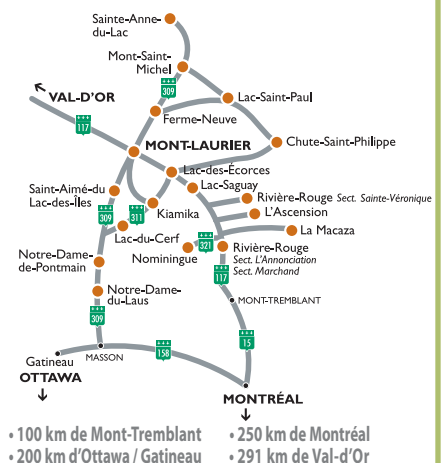 Sainte-Anne-
du-Lac
Mont-Saint-
Michel
309
VAL-D'OR
Lac-Saint-Paul
117
Ferme-Neuve
MONT-LAURIER
Chute-Saint-Philippe
Lac-des-Écorces
Lac-Saguay
Saint-Aimé-du
Lac-des-Îles
Rivière-Rouge Sect. Sainte-Véronique
309
311
Kiamika
L'Ascension
Lac-du-Cerf
La Macaza
321
Nominingue
Rivière-Rouge
Sect. L'Annonciation
Sect. Marchand
Notre-Dame-
de-Pontmain
117
Notre-Dame-
du-Laus
MONT-TREMBLANT
309
15
Gatineau
MASSON
158
OTTAWA
MONTRÉAL
• 100 km de Mont-Tremblant
• 250 km de Montréal
• 200 km d'Ottawa / Gatineau
• 291 km de Val-d'Or